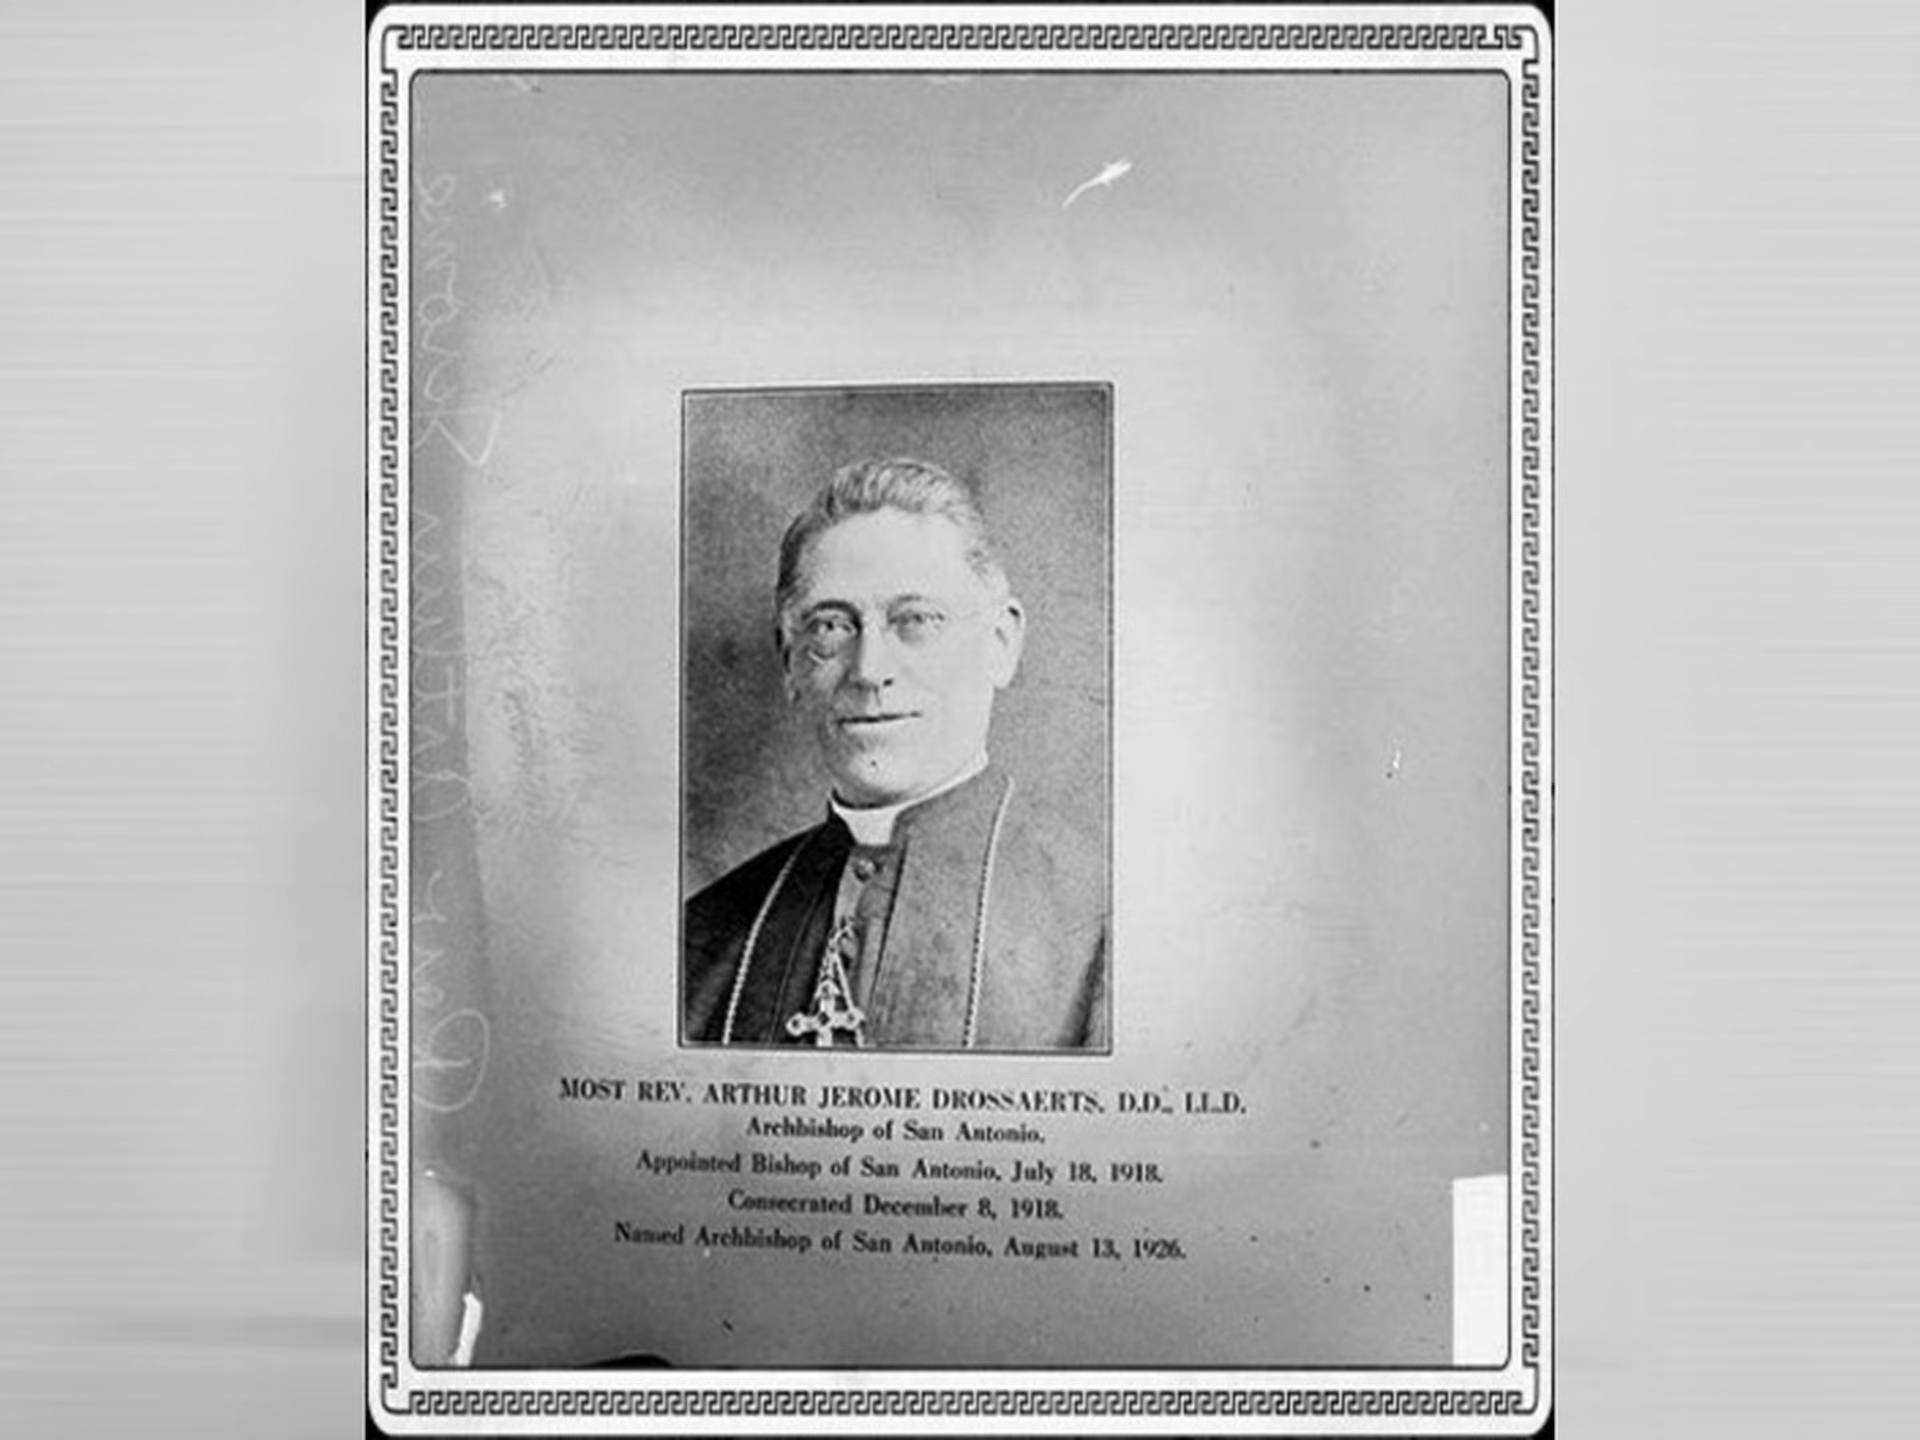 MOST REV. ARTHUR JEROME DROSSAERTS, D.D., LL.D.
Archbishop of San Antonio.
Appointed Bishop of San Antonio, July 18, 1918.
Consecrated December 8, 1918.
Named Archbishop of San Antonio, August 13, 1926.